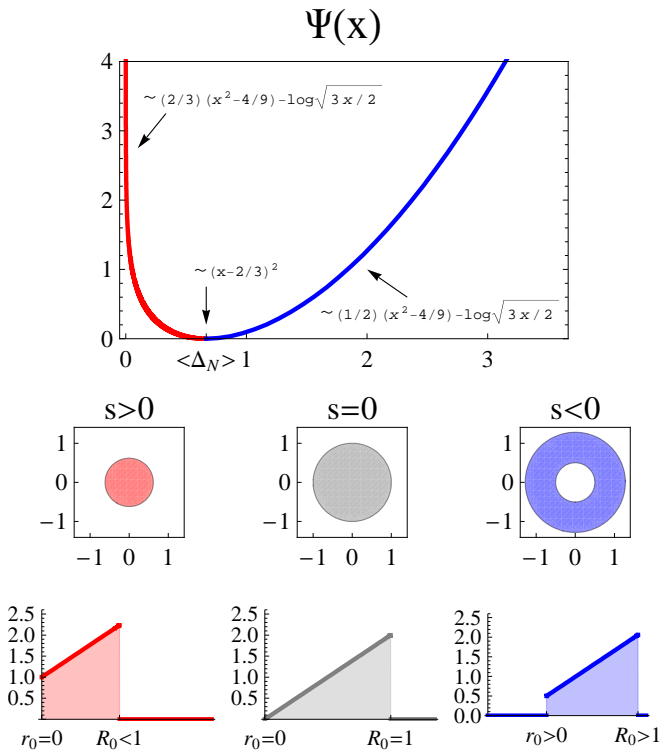 Ψ(x)
4
3
2
1
0
~(2/3)(x²-4/9)-log√3x/2
~(x-2/3)²
~(1/2)(x²-4/9)-log√3x/2
0 <Δ_N> 1 2 3
s>0 s=0 s<0
1 1 1
0 0 0
−1 −1 −1
−1 0 1 −1 0 1 −1 0 1
2.5 2.5 2.5
2.0 2.0 2.0
1.5 1.5 1.5
1.0 1.0 1.0
0.5 0.5 0.5
0.0
r₀=0 R₀<1 r₀=0 R₀=1 r₀>0 R₀>1